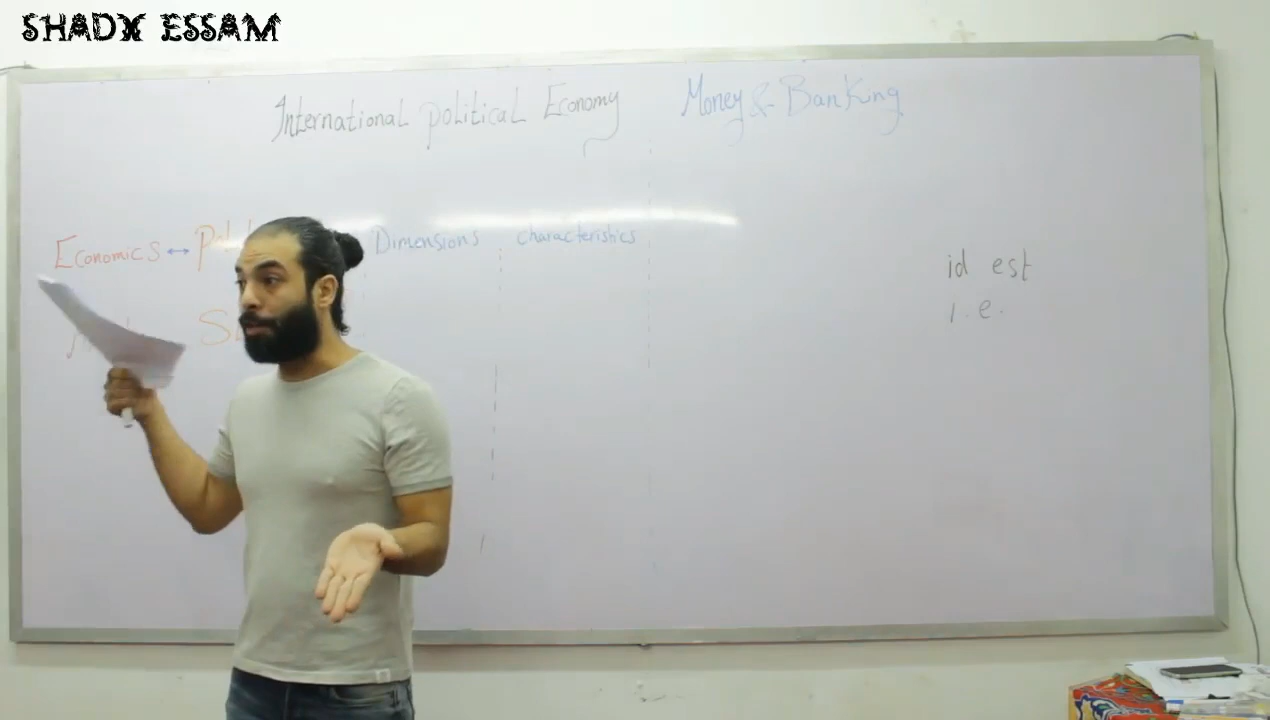 SHADY ESSAM
International political Economy
Money & Banking
Economics ↔
Dimensions
characteristics
id est
i.e.